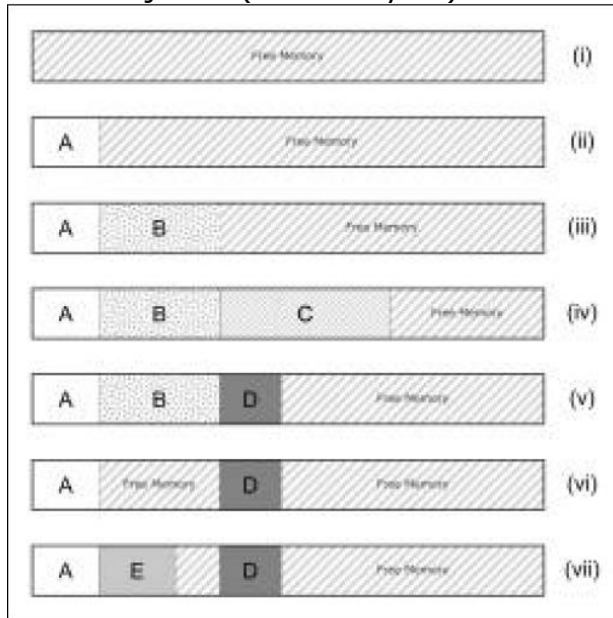 Free Memory (i)
A Free Memory (ii)
A B Free Memory (iii)
A B C Free Memory (iv)
A B D Free Memory (v)
A Free Memory D Free Memory (vi)
A E D Free Memory (vii)